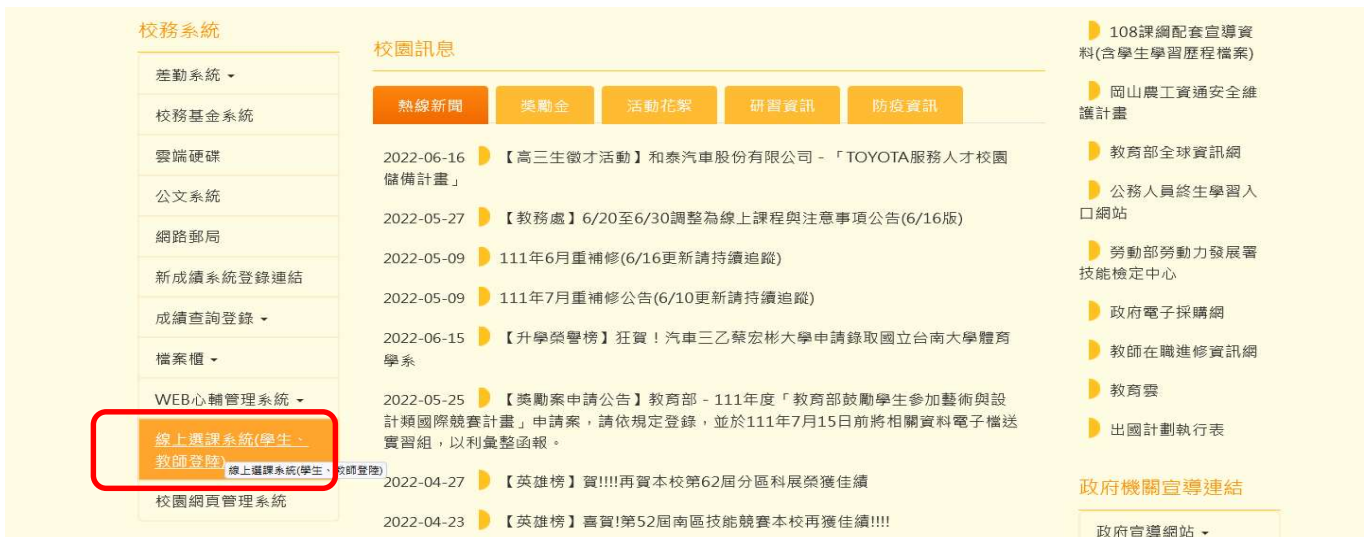 校務系統
差勤系統
校務基金系統
雲端硬碟
公文系統
網路郵局
新成績系統登錄連結
成績查詢登錄
檔案櫃
WEB心輔管理系統
線上選課系統(學生、
教師登陸)
線上選課系統(學生、教師登陸)
校園網頁管理系統
校園訊息
熱線新聞 獎勵金 活動花絮 研習資訊 防疫資訊
2022-06-16 【高三生徵才活動】和泰汽車股份有限公司 - 「TOYOTA服務人才校園
儲備計畫」
2022-05-27 【教務處】6/20至6/30調整為線上課程與注意事項公告(6/16版)
2022-05-09 111年6月重補修(6/16更新請持續追蹤)
2022-05-09 111年7月重補修公告(6/10更新請持續追蹤)
2022-06-15 【升學榮譽榜】狂賀！汽車三乙蔡宏彬大學申請錄取國立台南大學體育
學系
2022-05-25 【獎勵案申請公告】教育部 - 111年度「教育部鼓勵學生參加藝術與設
計類國際競賽計畫」申請案，請依規定登錄，並於111年7月15日前將相關資料電子檔送
實習組，以利彙整函報。
2022-04-27 【英雄榜】賀!!!!再賀本校第62屆分區科展榮獲佳績
2022-04-23 【英雄榜】喜賀!第52屆南區技能競賽本校再獲佳績!!!!
108課綱配套宣導資
料(含學生學習歷程檔案)
岡山農工資通安全維
護計畫
教育部全球資訊網
公務人員終生學習入
口網站
勞動部勞動力發展署
技能檢定中心
政府電子採購網
教師在職進修資訊網
教育雲
出國計劃執行表
政府機關宣導連結
政府宣導網站